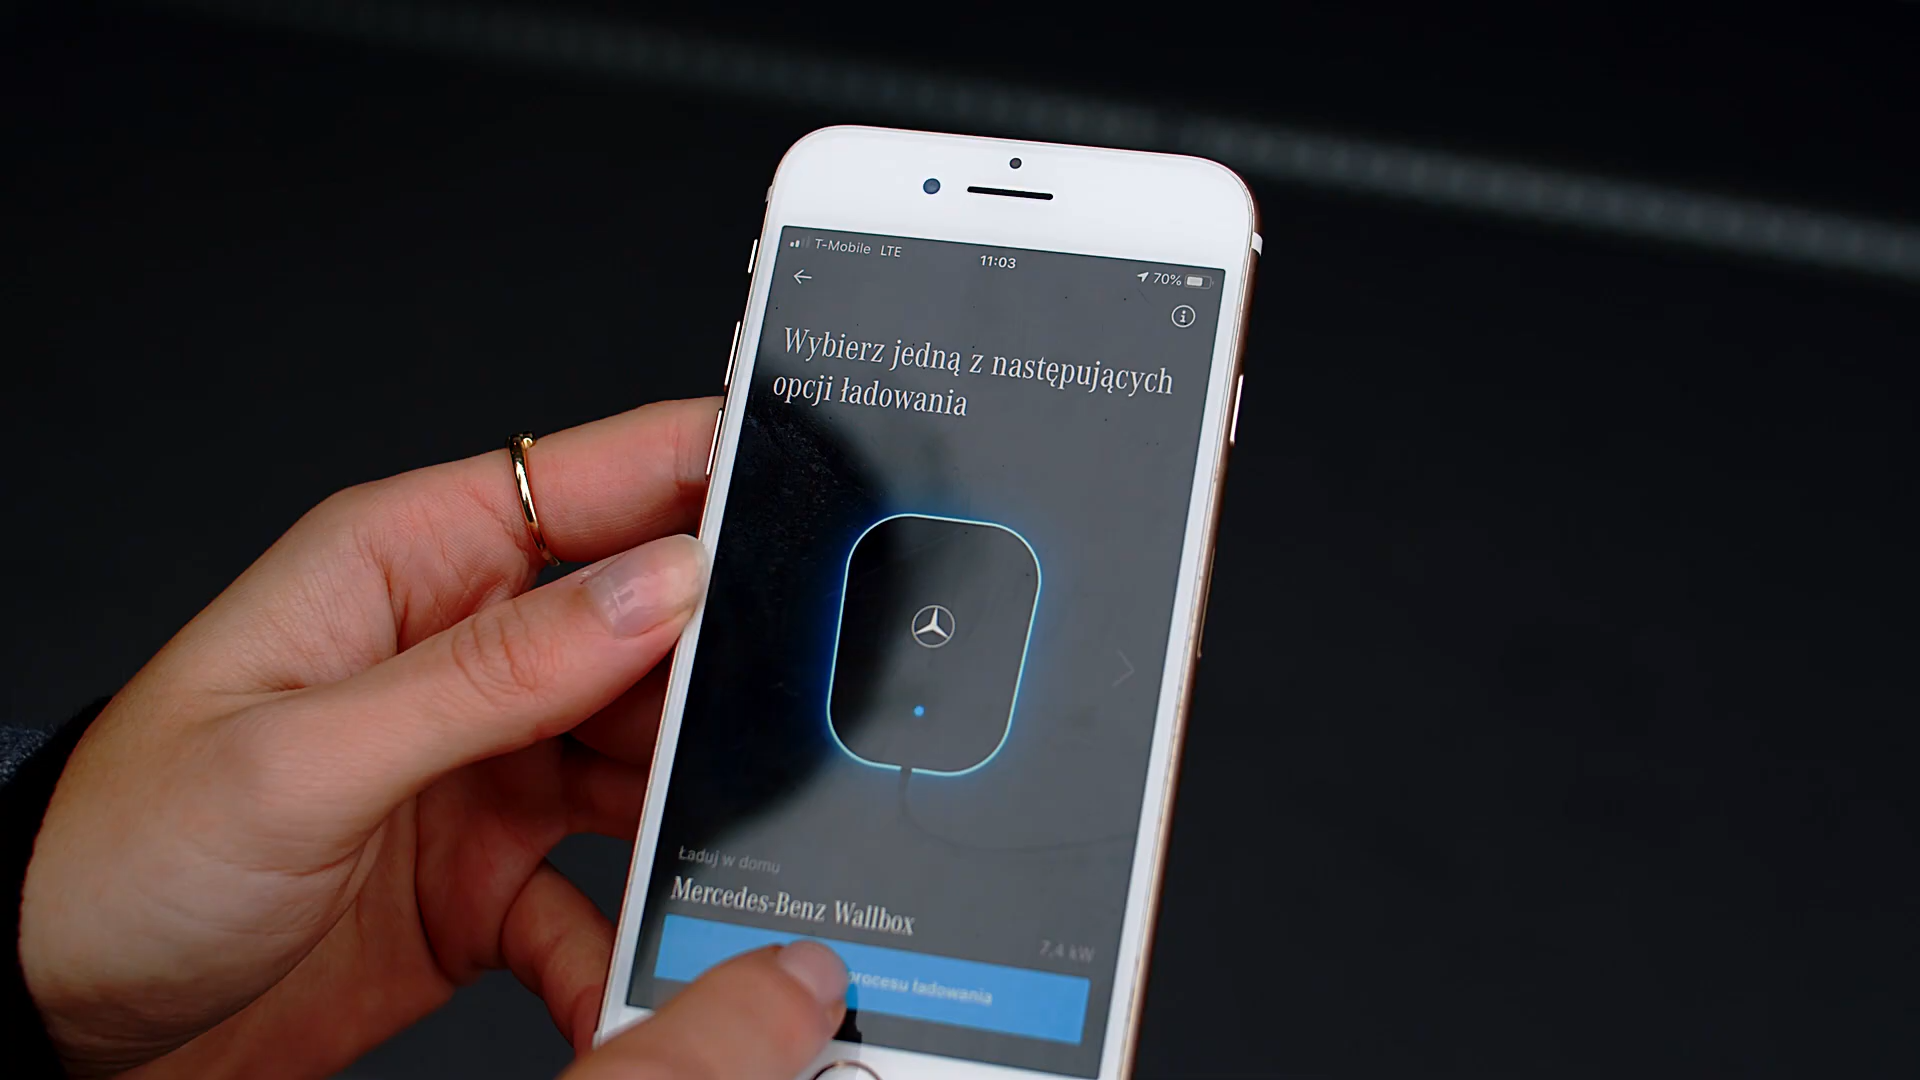 T-Mobile LTE 11:03 70%
Wybierz jedną z następujących
opcji ładowania
Ładuj w domu
Mercedes-Benz Wallbox
7,4 kW
procesu ładowania